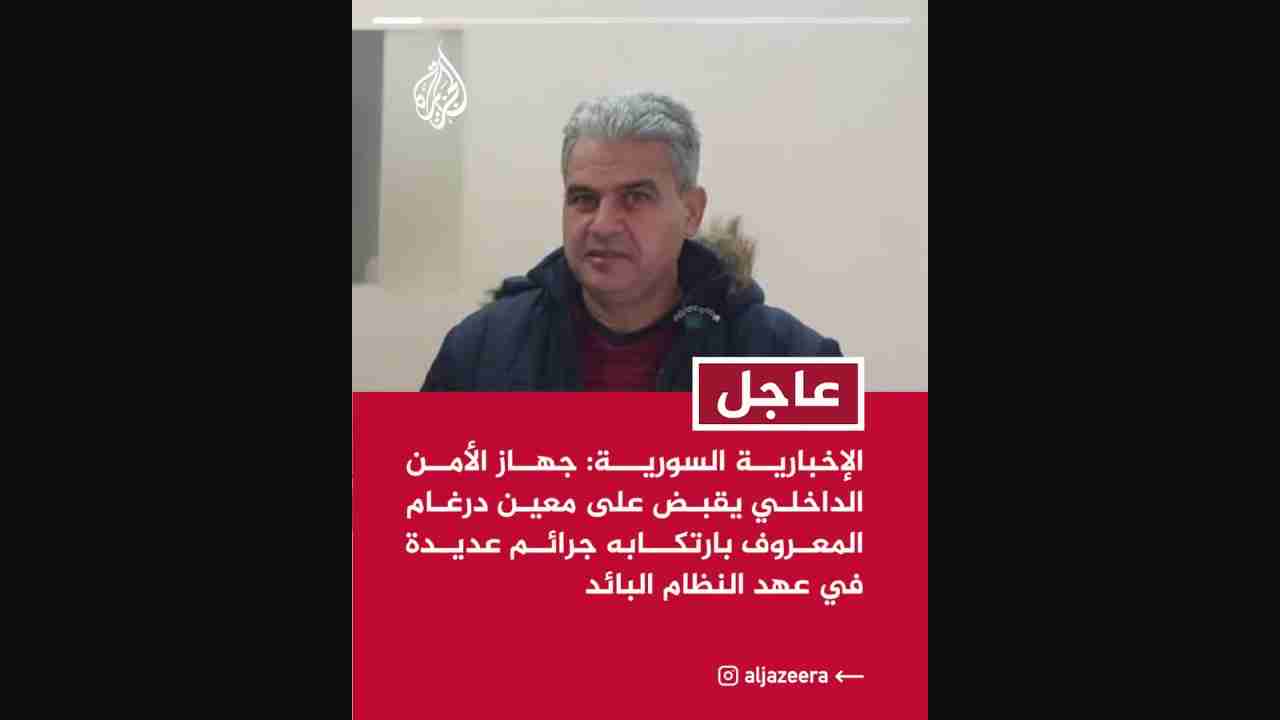 الجزيرة
عاجل
الإخبارية السورية: جهاز الأمن
الداخلي يقبض على معين درغام
المعروف بارتكابه جرائم عديدة
في عهد النظام البائد
aljazeera